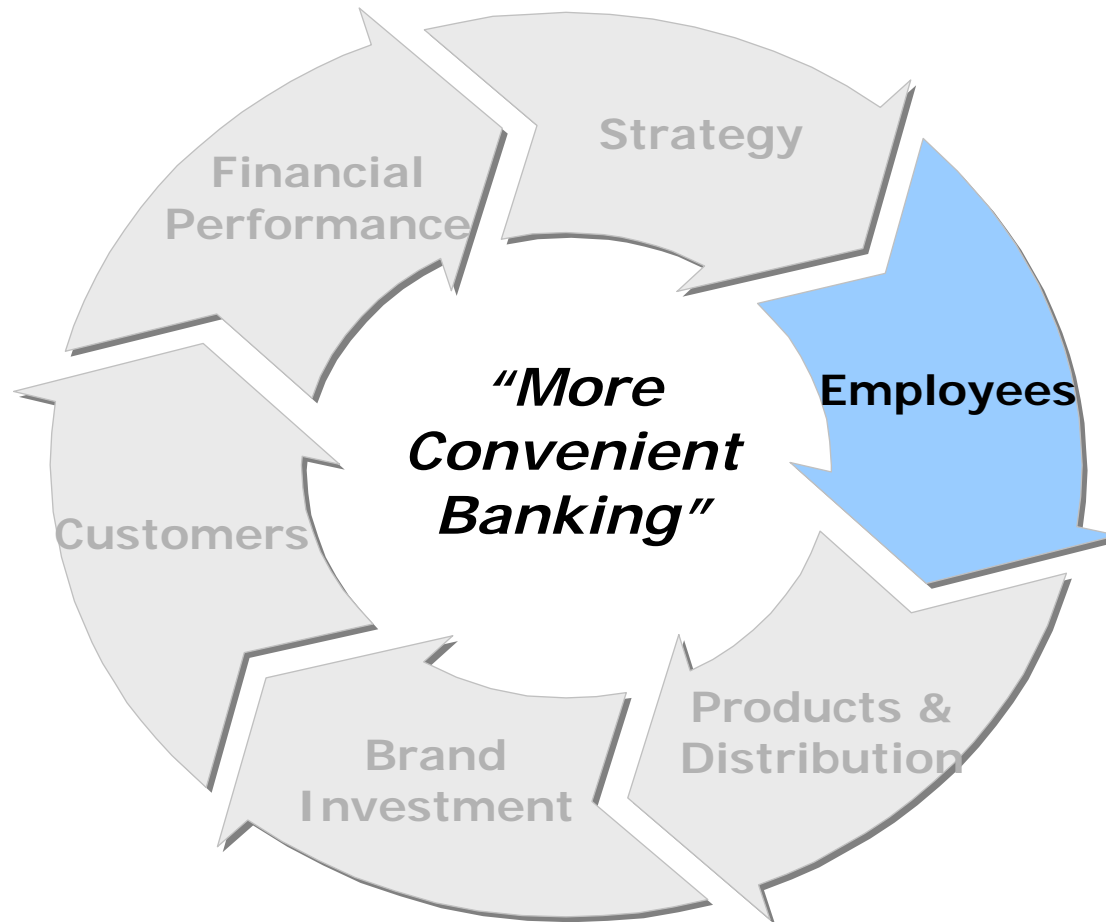 Strategy
Financial
Performance
Employees
“More
Convenient
Banking”
Customers
Products &
Distribution
Brand
Investment